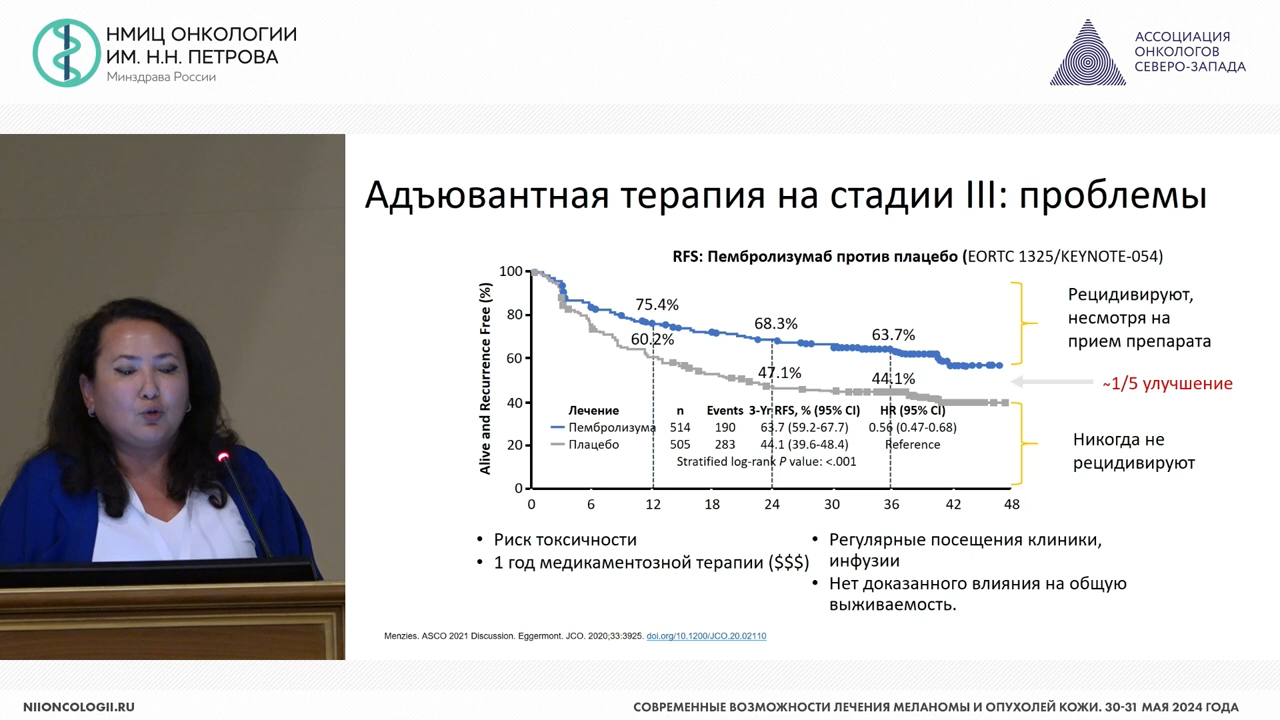 НМИЦ ОНКОЛОГИИ
ИМ. Н.Н. ПЕТРОВА
Минздрава России
АССОЦИАЦИЯ
ОНКОЛОГОВ
СЕВЕРО-ЗАПАДА
Адъювантная терапия на стадии III: проблемы
RFS: Пембролизумаб против плацебо (EORTC 1325/KEYNOTE-054)
Alive and Recurrence Free (%)
100
80
60
40
20
0
75.4%
68.3%
63.7%
60.2%
47.1%
44.1%
Лечение n Events 3-Yr RFS, % (95% CI) HR (95% CI)
Пембролизума 514 190 63.7 (59.2-67.7) 0.56 (0.47-0.68)
Плацебо 505 283 44.1 (39.6-48.4) Reference
Stratified log-rank P value: <.001
0 6 12 18 24 30 36 42 48
Рецидивируют,
несмотря на
прием препарата
~1/5 улучшение
Никогда не
рецидивируют
• Риск токсичности
• 1 год медикаментозной терапии ($$$)
• Регулярные посещения клиники,
инфузии
• Нет доказанного влияния на общую
выживаемость.
Menzies. ASCO 2021 Discussion. Eggermont. JCO. 2020;33:3925. doi.org/10.1200/JCO.20.02110
NIIONCOLOGII.RU
СОВРЕМЕННЫЕ ВОЗМОЖНОСТИ ЛЕЧЕНИЯ МЕЛАНОМЫ И ОПУХОЛЕЙ КОЖИ. 30-31 МАЯ 2024 ГОДА